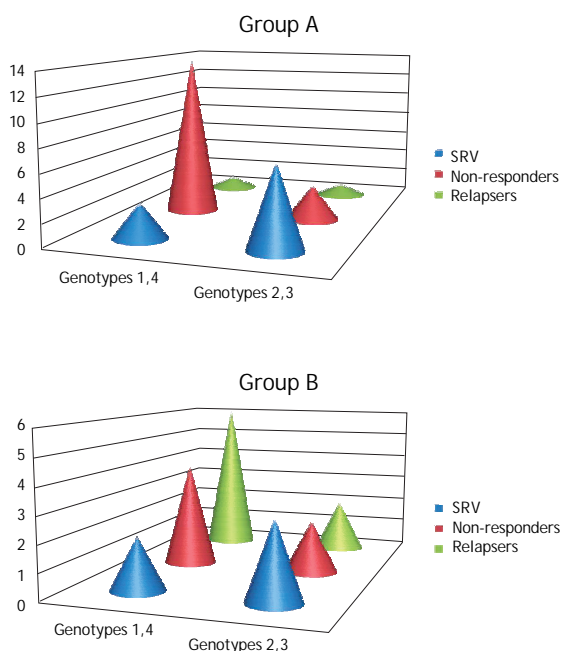 Group A
14
12
10
8
6
4
2
0
Genotypes 1,4
Genotypes 2,3
SRV
Non-responders
Relapsers
Group B
6
5
4
3
2
1
0
Genotypes 1,4
Genotypes 2,3
SRV
Non-responders
Relapsers